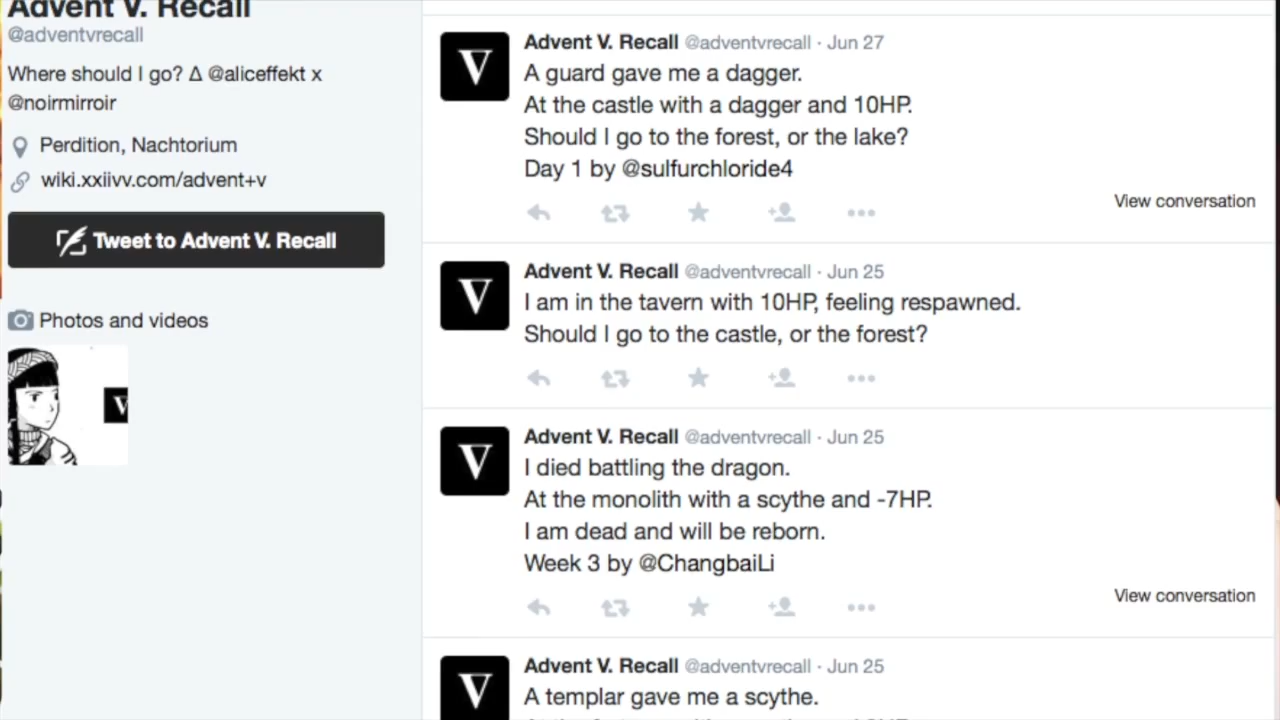 Advent V. Recall
@adventvrecall
Where should I go? Δ @aliceffekt x
@noirmirroir
Perdition, Nachtorium
wiki.xxiivv.com/advent+v
Tweet to Advent V. Recall
Photos and videos
V
V
Advent V. Recall @adventvrecall · Jun 27
A guard gave me a dagger.
At the castle with a dagger and 10HP.
Should I go to the forest, or the lake?
Day 1 by @sulfurchloride4
View conversation
V
Advent V. Recall @adventvrecall · Jun 25
I am in the tavern with 10HP, feeling respawned.
Should I go to the castle, or the forest?
V
Advent V. Recall @adventvrecall · Jun 25
I died battling the dragon.
At the monolith with a scythe and -7HP.
I am dead and will be reborn.
Week 3 by @ChangbaiLi
View conversation
V
Advent V. Recall @adventvrecall · Jun 25
A templar gave me a scythe.